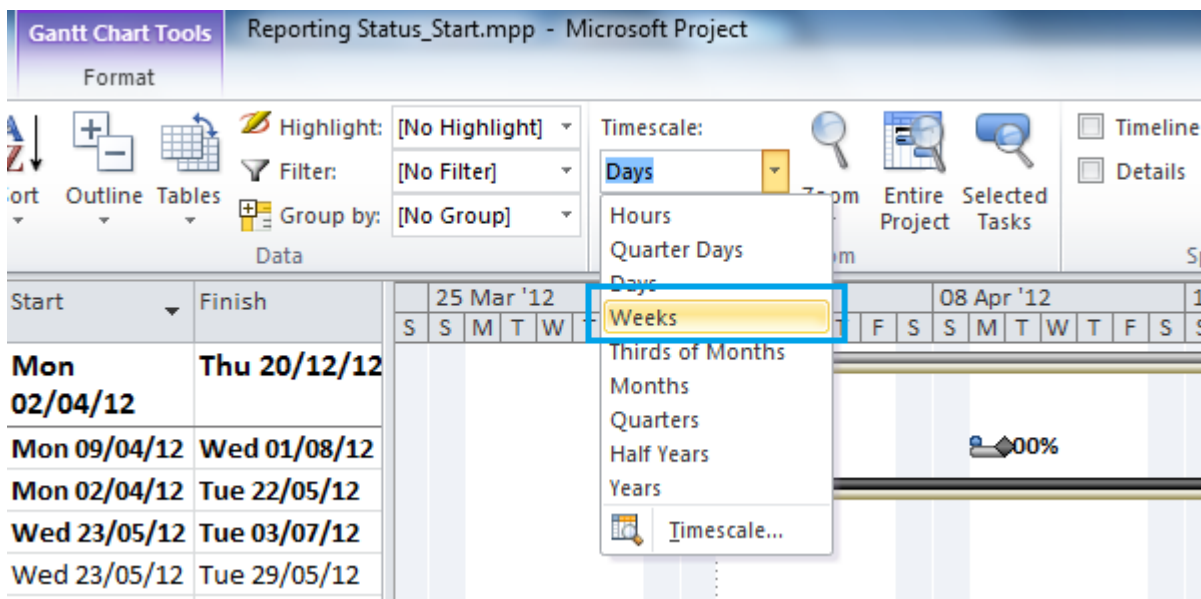 Gantt Chart Tools
Reporting Status_Start.mpp - Microsoft Project
Format
Highlight: [No Highlight]
Filter: [No Filter]
Group by: [No Group]
ort
Outline
Tables
Data
Timescale:
Days
Hours
Quarter Days
Days
Weeks
Thirds of Months
Months
Quarters
Half Years
Years
Timescale...
Entire Project
Selected Tasks
Timeline
Details
Start Finish
25 Mar '12
08 Apr '12
S S M T W
F S S M T W T F S
Mon 02/04/12 Thu 20/12/12
Mon 09/04/12 Wed 01/08/12
Mon 02/04/12 Tue 22/05/12
Wed 23/05/12 Tue 03/07/12
Wed 23/05/12 Tue 29/05/12
00%